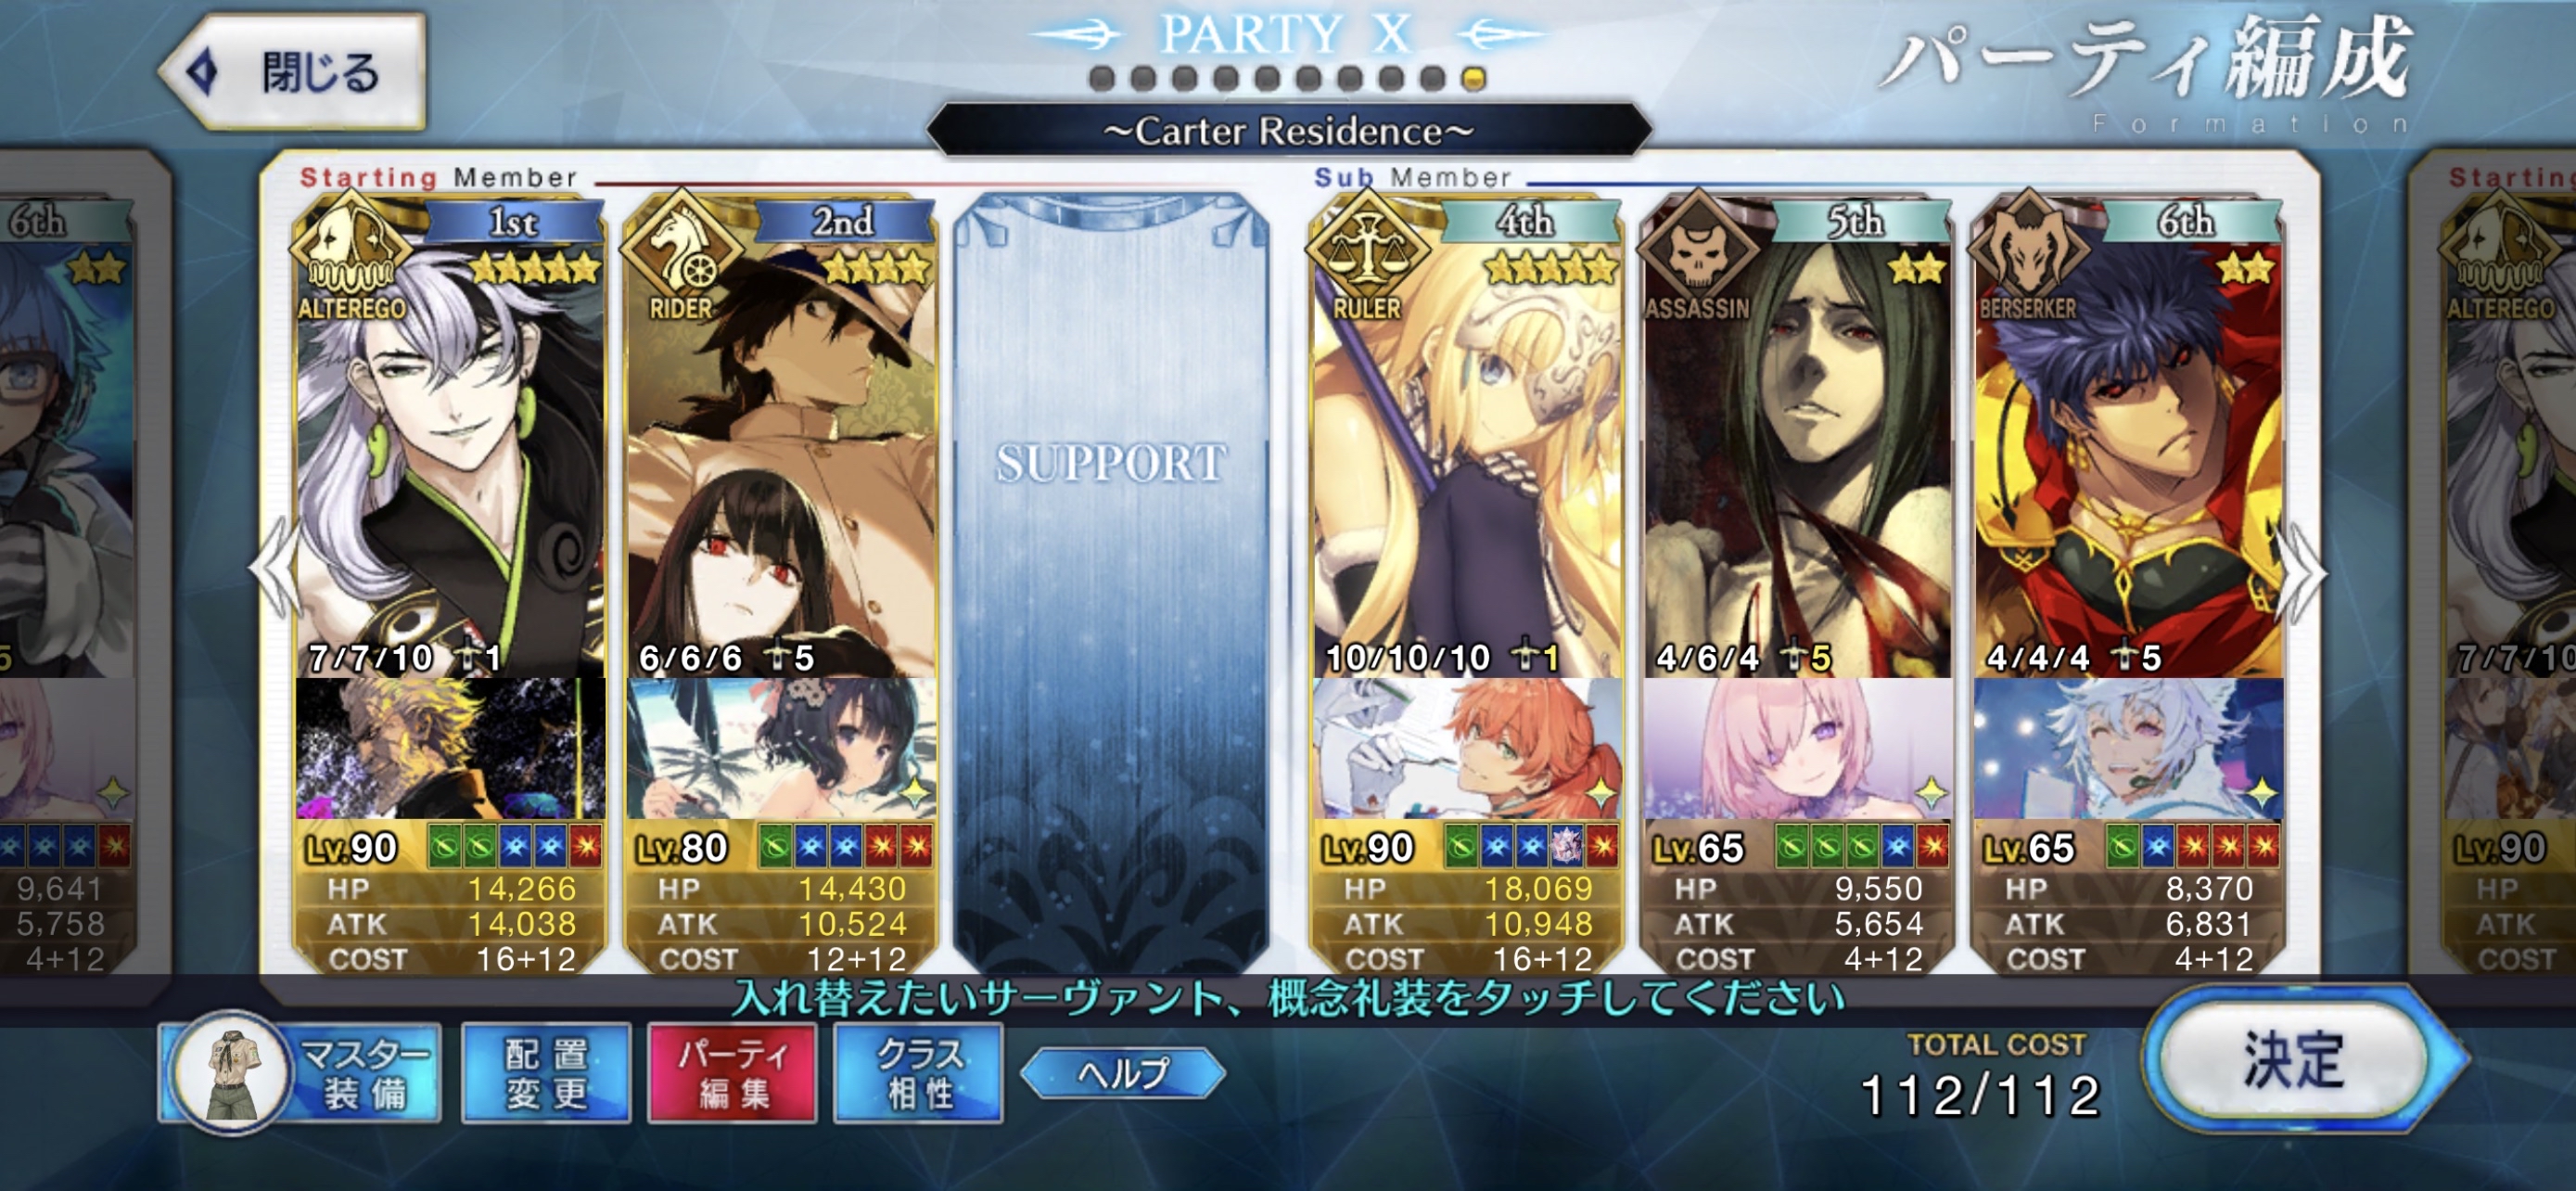 閉じる
PARTY X
~Carter Residence~
パーティ編成
Formation
Starting Member
Sub Member
Starting
6th
5
9,641
5,758
4+12
1st
ALTEREGO
7/7/10 1
Lv.90
HP 14,266
ATK 14,038
COST 16+12
2nd
RIDER
6/6/6 5
Lv.80
HP 14,430
ATK 10,524
COST 12+12
SUPPORT
4th
RULER
10/10/10 1
Lv.90
HP 18,069
ATK 10,948
COST 16+12
5th
ASSASSIN
4/6/4 5
Lv.65
HP 9,550
ATK 5,654
COST 4+12
6th
BERSERKER
4/4/4 5
Lv.65
HP 8,370
ATK 6,831
COST 4+12
ALTEREGO
7/7/10
Lv.90
HP
ATK
COST
入れ替えたいサーヴァント、概念礼装をタッチしてください
マスター
装備
配置
変更
パーティ
編集
クラス
相性
ヘルプ
TOTAL COST
112/112
決定